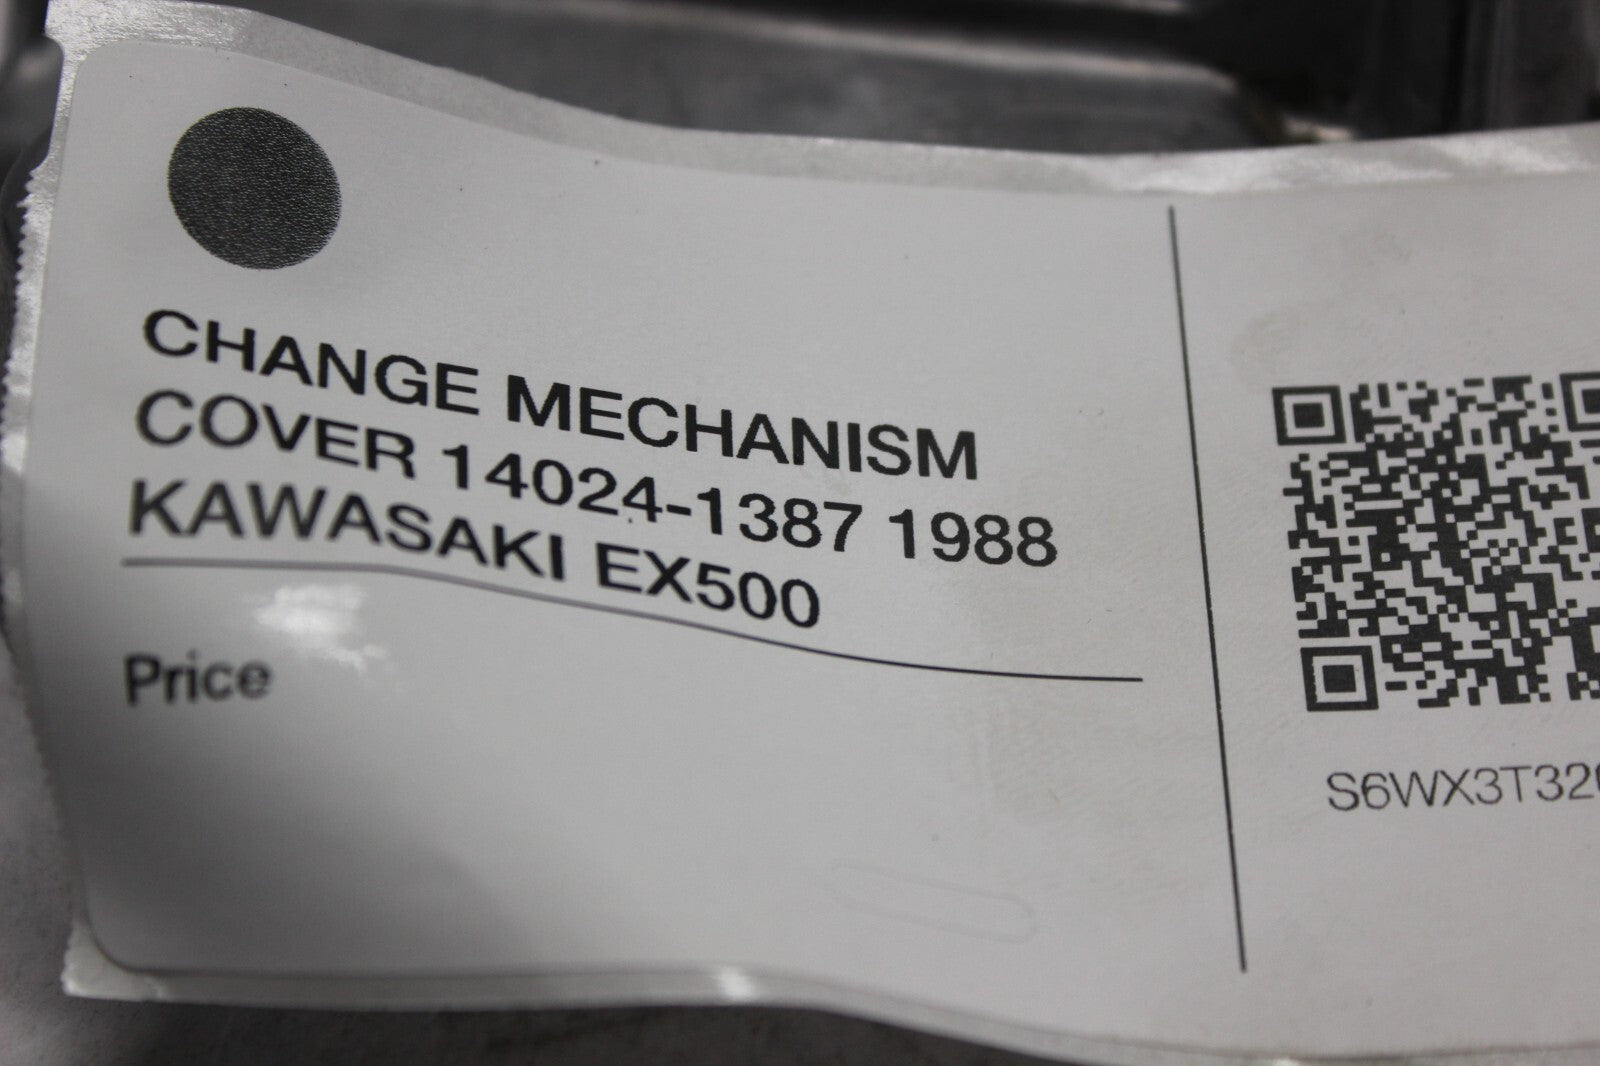 CHANGE MECHANISM
COVER 14024-1387 1988
KAWASAKI EX500
Price
S6WX3T32